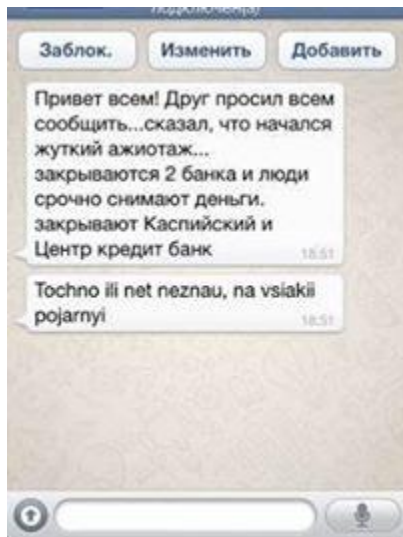 Заблок. Изменить Добавить
Привет всем! Друг просил всем
сообщить...сказал, что начался
жуткий ажиотаж...
закрываются 2 банка и люди
срочно снимают деньги.
закрывают Каспийский и
Центр кредит банк
18:51
Tochno ili net neznau, na vsiakii
pojarnyi
18:51